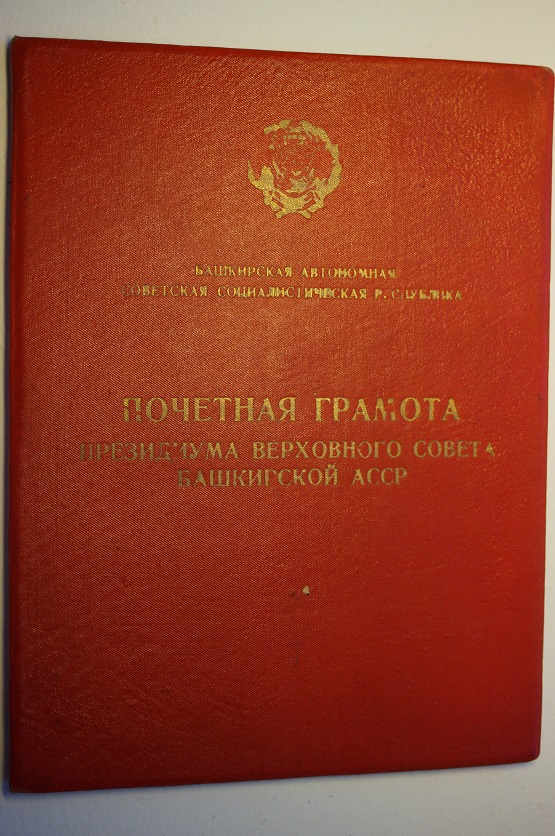 БАШКИРСКАЯ АВТОНОМНАЯ
СОВЕТСКАЯ СОЦИАЛИСТИЧЕСКАЯ РЕСПУБЛИКА
ПОЧЕТНАЯ ГРАМОТА
ПРЕЗИДИУМА ВЕРХОВНОГО СОВЕТА
БАШКИРСКОЙ АССР